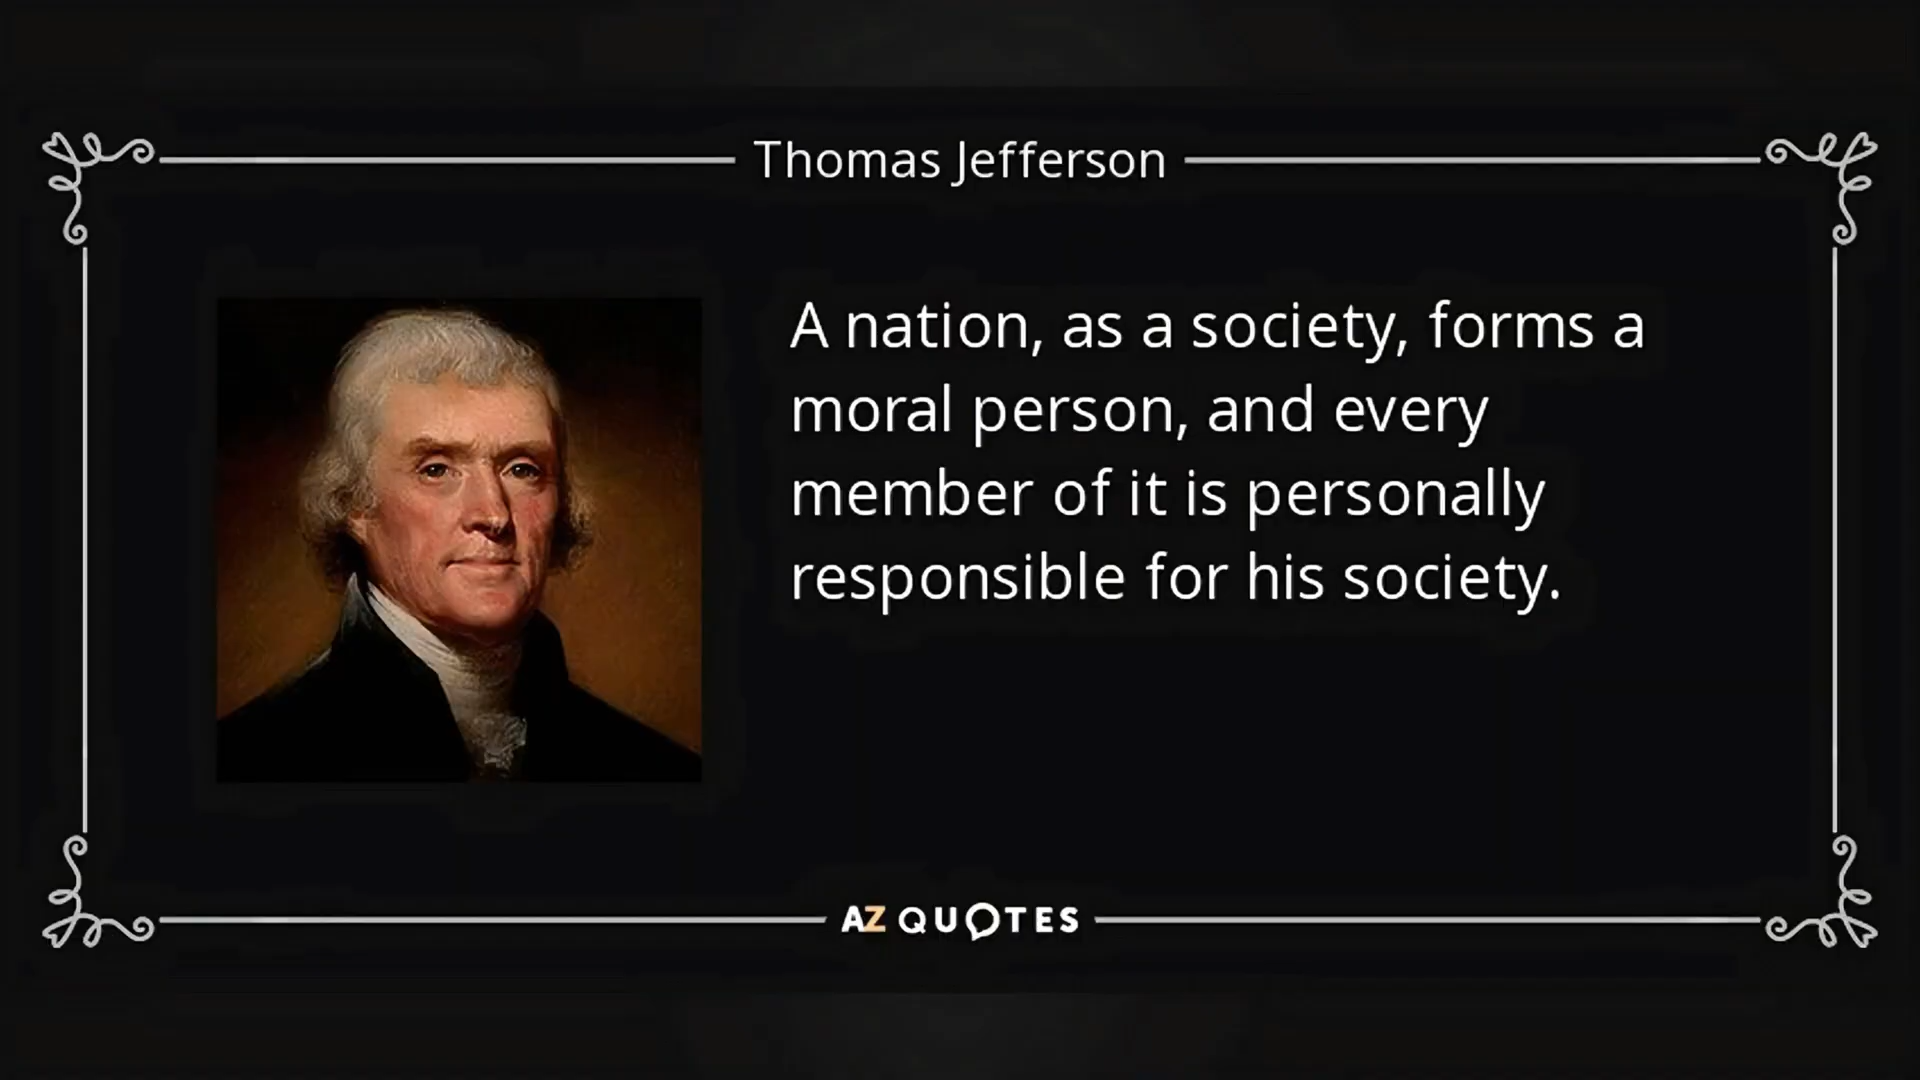 Thomas Jefferson
A nation, as a society, forms a
moral person, and every
member of it is personally
responsible for his society.
AZ QUOTES